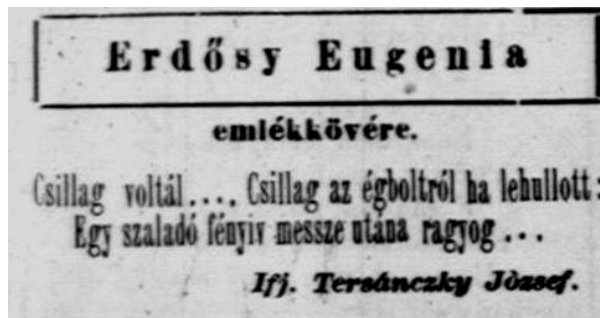 Erdősy Eugenia
emlékkövére.
Csillag voltál.... Csillag az égboltról ha lehullott:
Egy szaladó fényiv messze utána ragyog...
Ifj. Tersánczky Jòzsef.